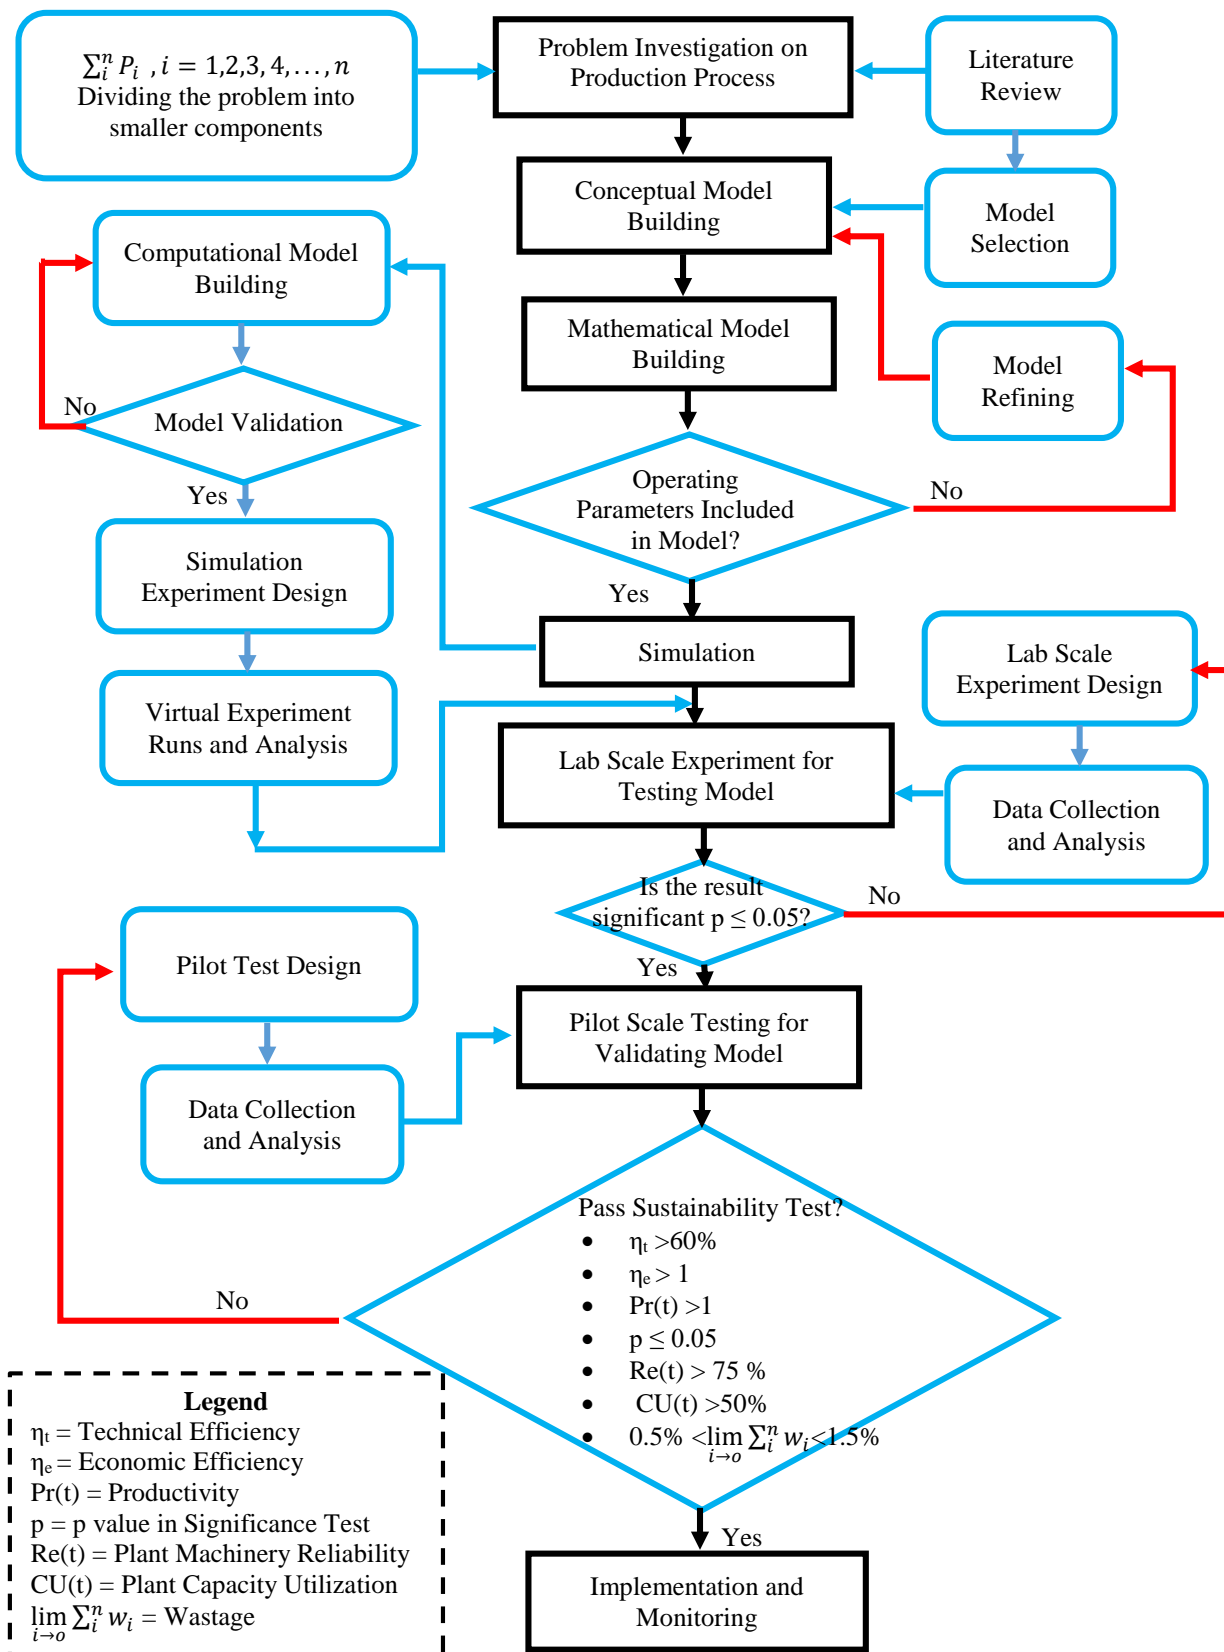 ∑ᵢⁿ Pᵢ , i = 1,2,3, 4, . . . , n
Dividing the problem into
smaller components
Problem Investigation on
Production Process
Literature
Review
Conceptual Model
Building
Model
Selection
Computational Model
Building
Mathematical Model
Building
Model
Refining
No
Model Validation
Yes
Operating
Parameters Included
in Model?
No
Yes
Simulation
Experiment Design
Simulation
Lab Scale
Experiment Design
Virtual Experiment
Runs and Analysis
Lab Scale Experiment for
Testing Model
Data Collection
and Analysis
Is the result
significant p ≤ 0.05?
No
Yes
Pilot Test Design
Pilot Scale Testing for
Validating Model
Data Collection
and Analysis
Pass Sustainability Test?
• ηₜ >60%
• ηₑ > 1
• Pr(t) >1
• p ≤ 0.05
• Re(t) > 75 %
• CU(t) >50%
• 0.5% <lim i→o ∑ᵢⁿ wᵢ<1.5%
No
Yes
Legend
ηₜ = Technical Efficiency
ηₑ = Economic Efficiency
Pr(t) = Productivity
p = p value in Significance Test
Re(t) = Plant Machinery Reliability
CU(t) = Plant Capacity Utilization
lim i→o ∑ᵢⁿ wᵢ = Wastage
Implementation and
Monitoring